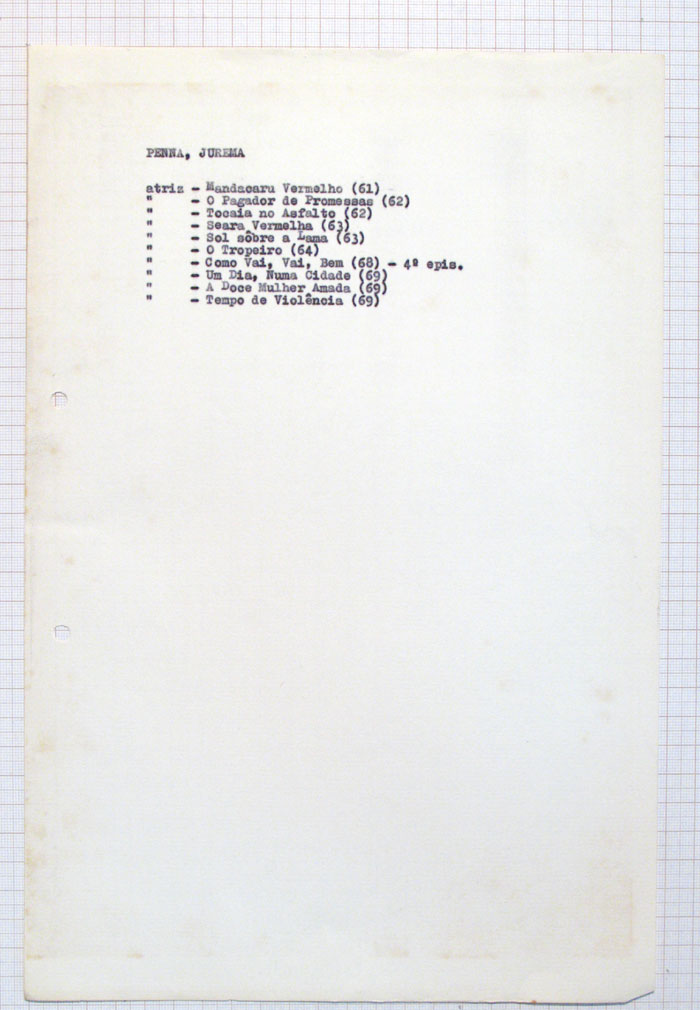 PENNA, JUREMA
atriz - Mandacaru Vermelho (61)
" - O Pagador de Promessas (62)
" - Tocaia no Asfalto (62)
" - Seara Vermelha (63)
" - Sol sôbre a Lama (63)
" - O Tropeiro (64)
" - Como Vai, Vai, Bem (68) - 4º epis.
" - Um Dia, Numa Cidade (69)
" - A Doce Mulher Amada (69)
" - Tempo de Violência (69)